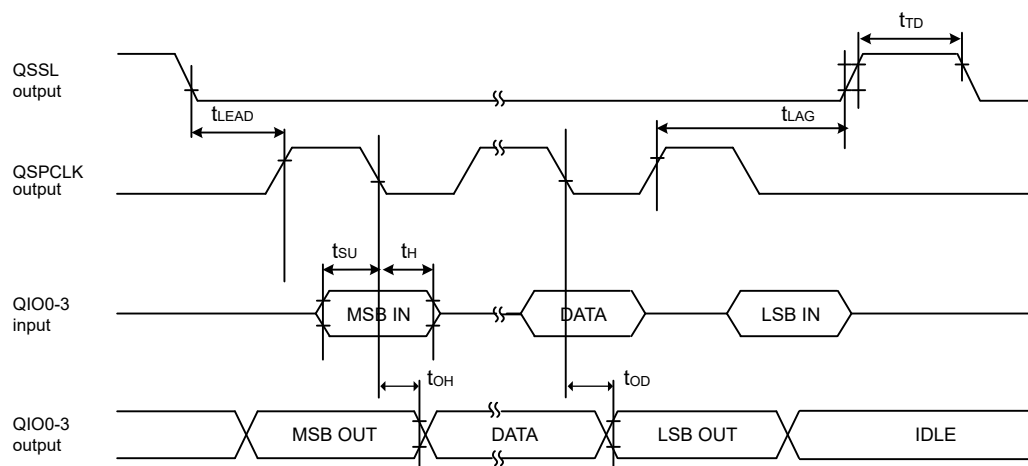 tTD
QSSL
output
tLEAD
tLAG
QSPCLK
output
tSU
tH
QIO0-3
input
MSB IN
DATA
LSB IN
tOH
tOD
QIO0-3
output
MSB OUT
DATA
LSB OUT
IDLE